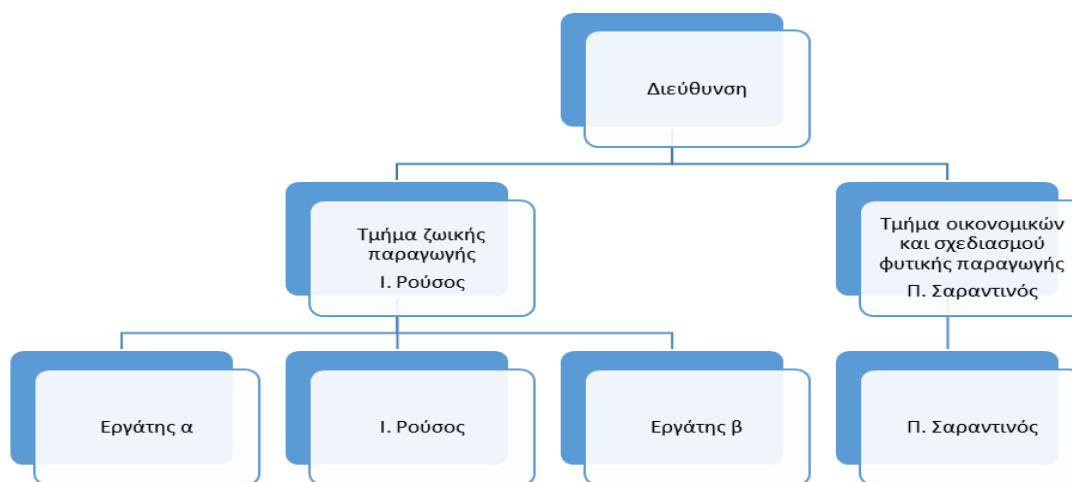 Διεύθυνση
Τμήμα ζωικής
παραγωγής
Ι. Ρούσος
Τμήμα οικονομικών
και σχεδιασμού
φυτικής παραγωγής
Π. Σαραντινός
Εργάτης α
Ι. Ρούσος
Εργάτης β
Π. Σαραντινός